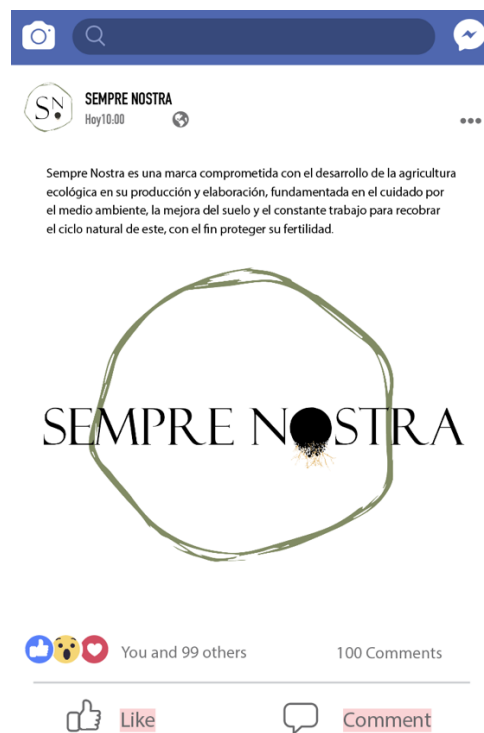 SN
SEMPRE NOSTRA
Hoy10:00
Sempre Nostra es una marca comprometida con el desarrollo de la agricultura
ecológica en su producción y elaboración, fundamentada en el cuidado por
el medio ambiente, la mejora del suelo y el constante trabajo para recobrar
el ciclo natural de este, con el fin proteger su fertilidad.
SEMPRE NOSTRA
You and 99 others
100 Comments
Like
Comment